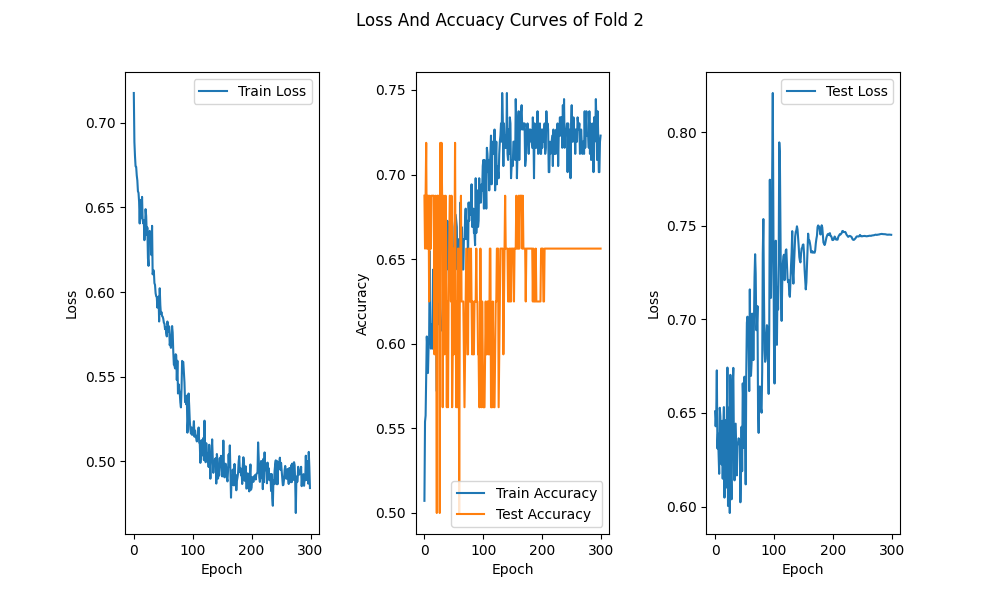 Loss And Accuacy Curves of Fold 2
Train Loss
0.70
0.65
0.60
0.55
0.50
Loss
0 100 200 300
Epoch
0.75
0.70
0.65
0.60
0.55
0.50
Accuracy
Train Accuracy
Test Accuracy
0 100 200 300
Epoch
Test Loss
0.80
0.75
0.70
0.65
0.60
Loss
0 100 200 300
Epoch